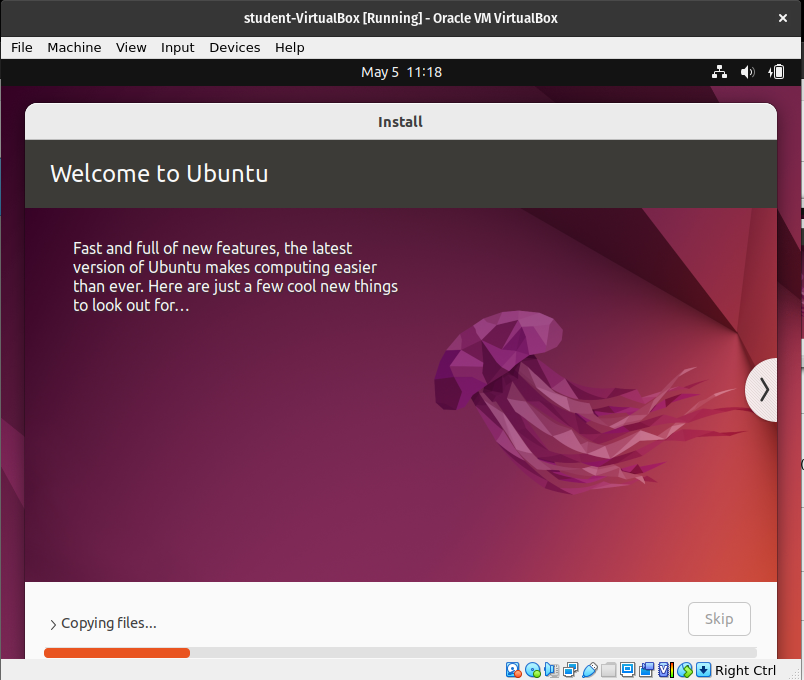 student-VirtualBox [Running] - Oracle VM VirtualBox
File Machine View Input Devices Help
May 5 11:18
Install
Welcome to Ubuntu
Fast and full of new features, the latest
version of Ubuntu makes computing easier
than ever. Here are just a few cool new things
to look out for…
Copying files...
Skip
Right Ctrl